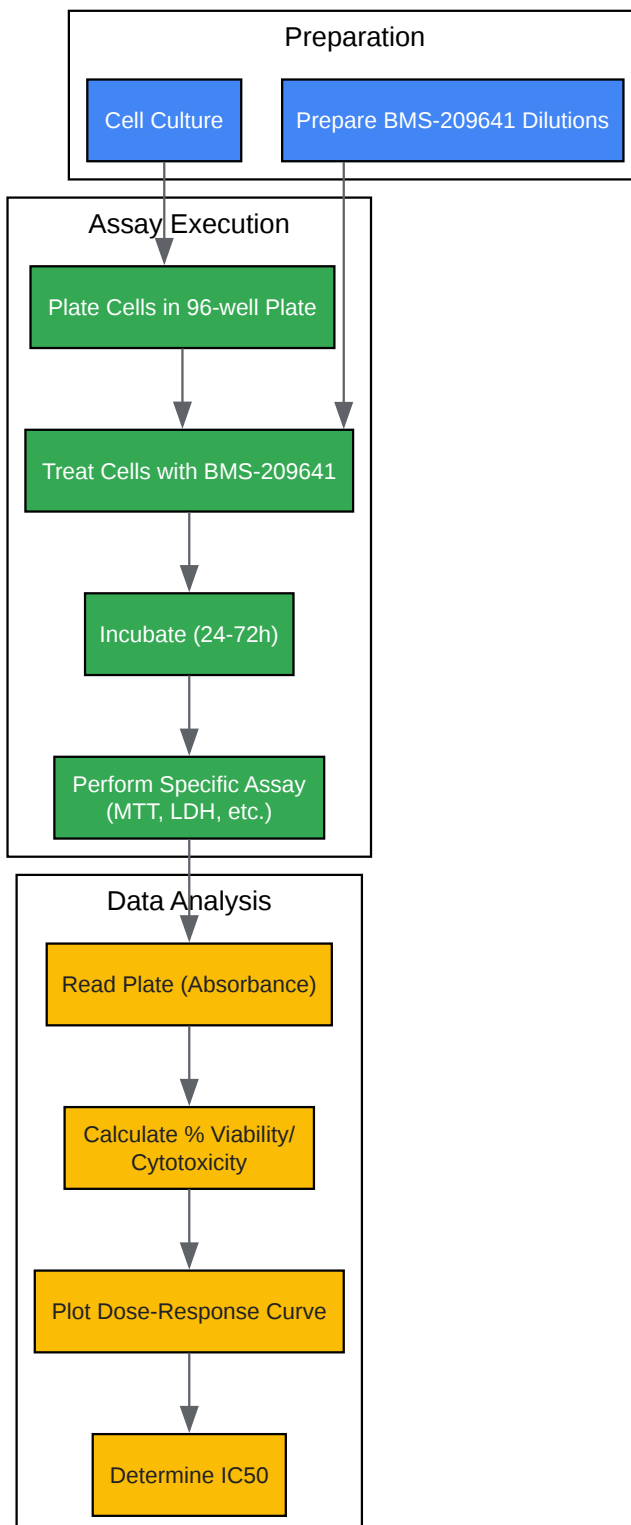 Preparation
Cell Culture
Prepare BMS-209641 Dilutions
Assay Execution
Plate Cells in 96-well Plate
Treat Cells with BMS-209641
Incubate (24-72h)
Perform Specific Assay
(MTT, LDH, etc.)
Data Analysis
Read Plate (Absorbance)
Calculate % Viability/
Cytotoxicity
Plot Dose-Response Curve
Determine IC50